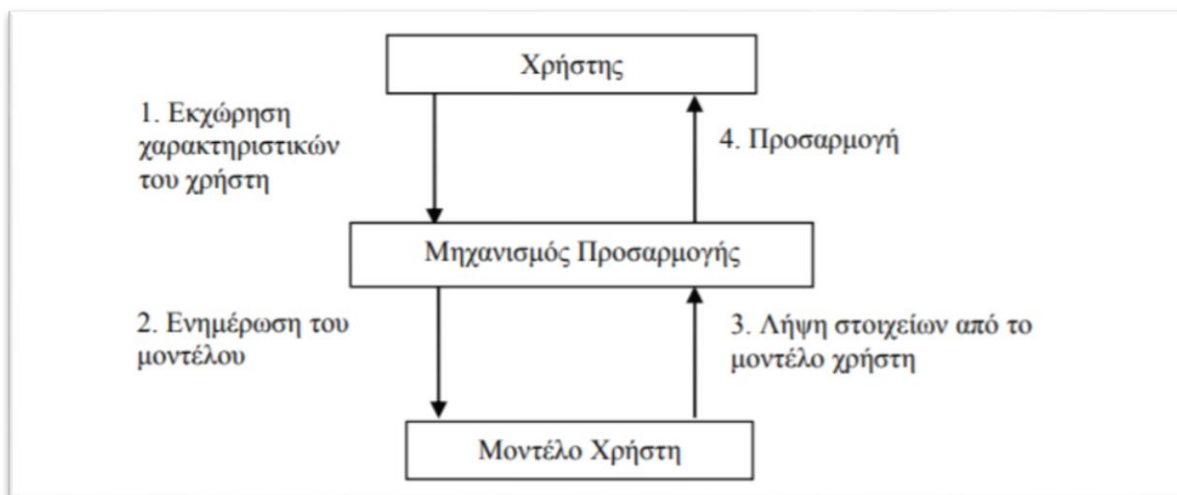 Χρήστης
1. Εκχώρηση
χαρακτηριστικών
του χρήστη
4. Προσαρμογή
Μηχανισμός Προσαρμογής
2. Ενημέρωση του
μοντέλου
3. Λήψη στοιχείων από το
μοντέλο χρήστη
Μοντέλο Χρήστη